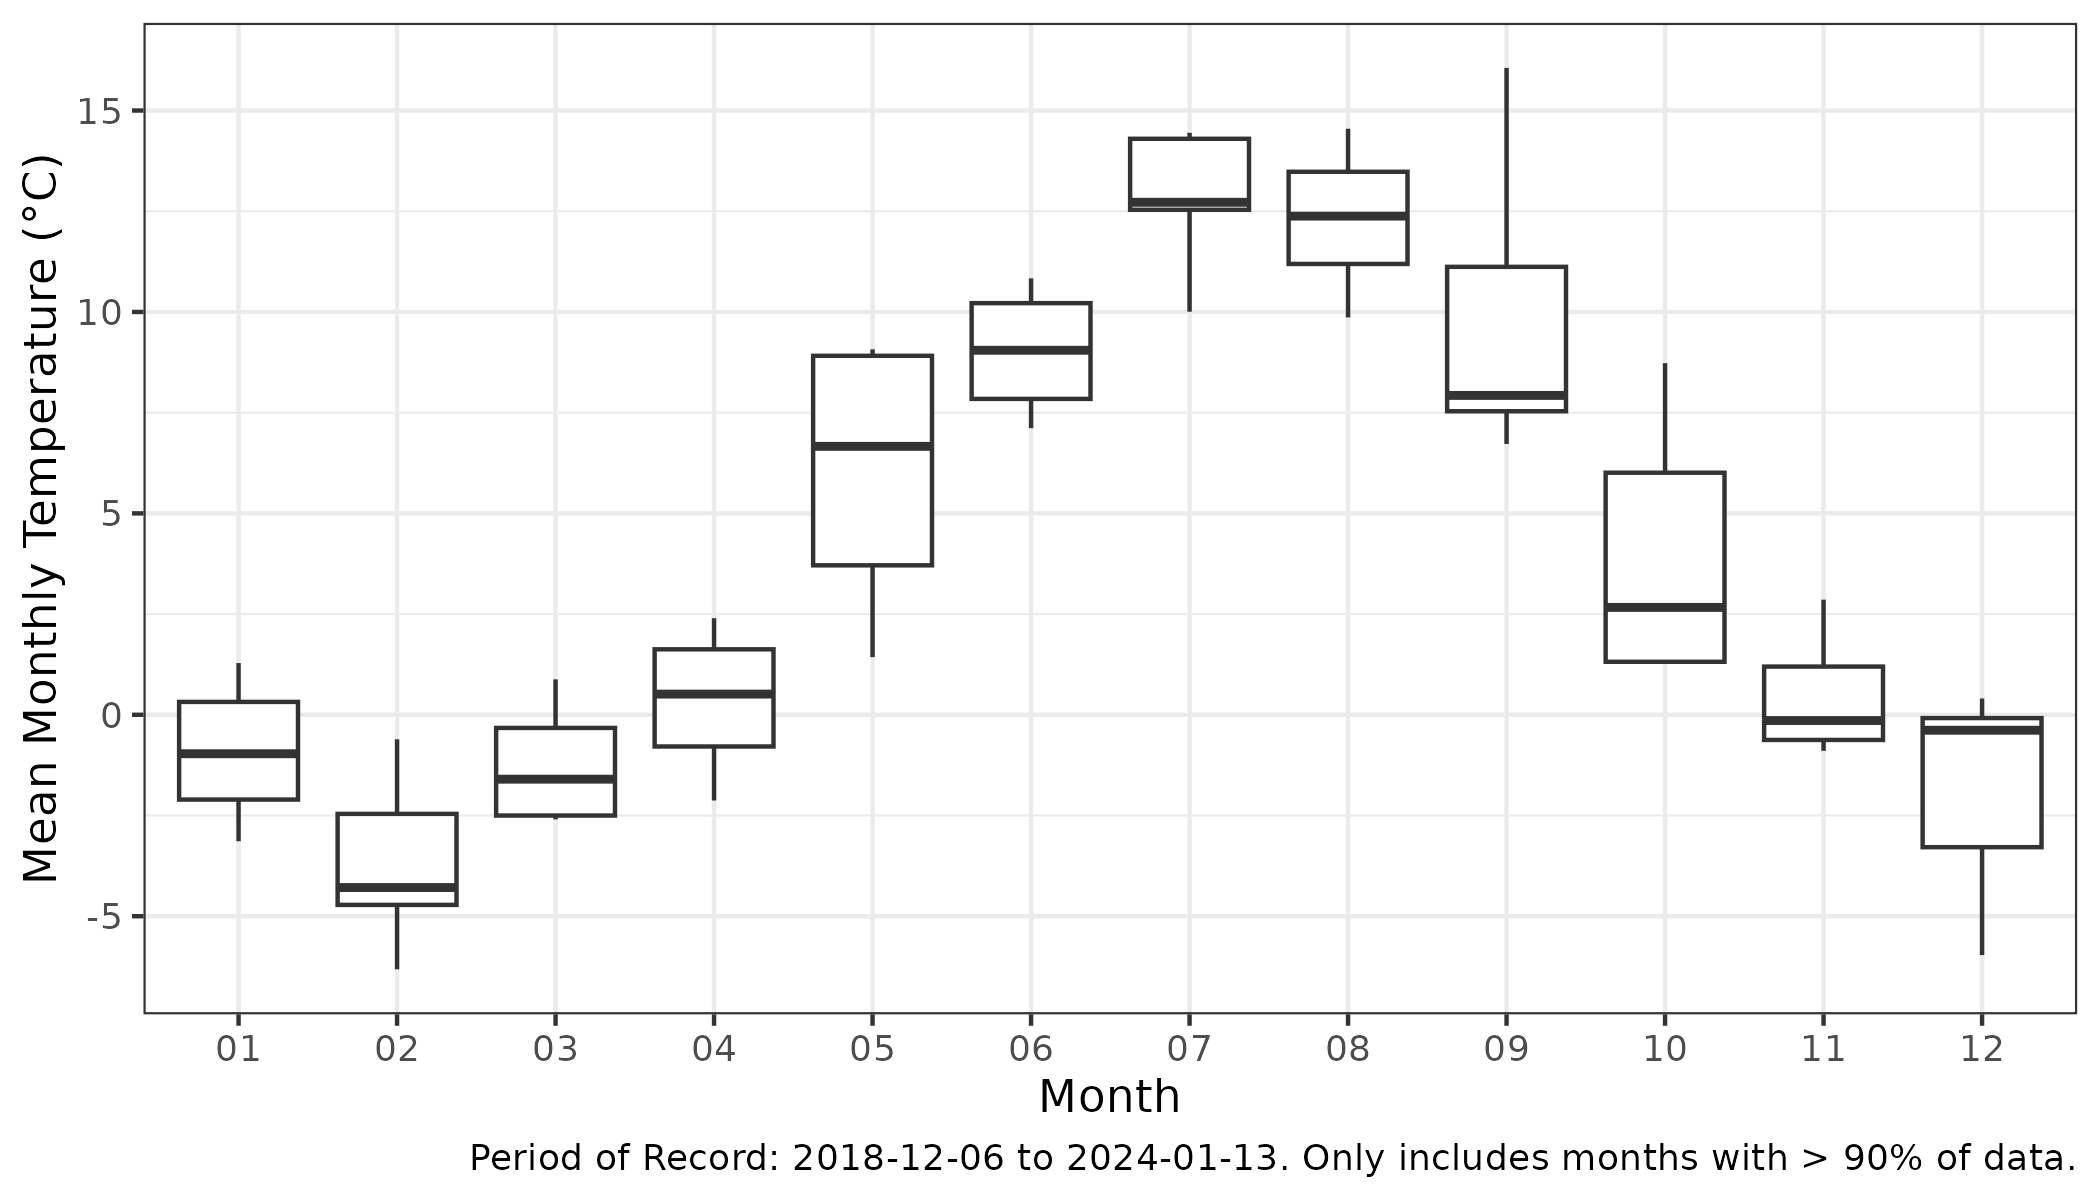 Mean Monthly Temperature (°C)
15
10
5
0
-5
01 02 03 04 05 06 07 08 09 10 11 12
Month
Period of Record: 2018-12-06 to 2024-01-13. Only includes months with > 90% of data.